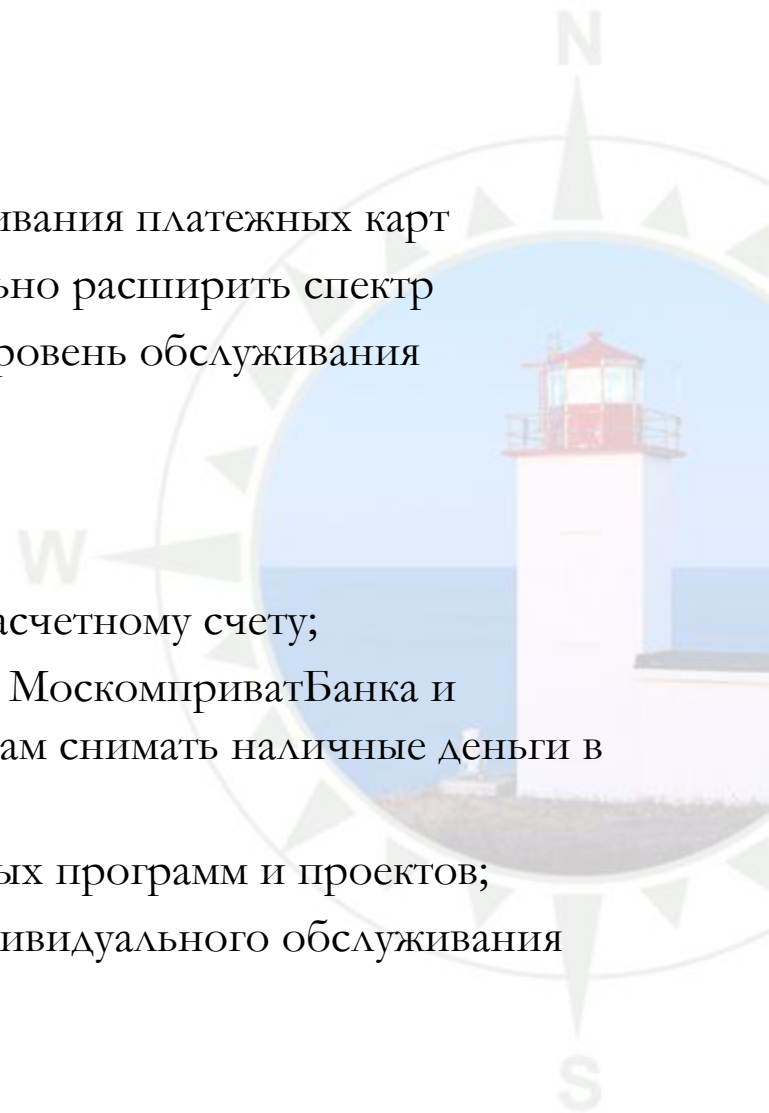 N
ивания платежных карт
ьно расширить спектр
ровень обслуживания
W
асчетному счету;
МоскомприватБанка и
ам снимать наличные деньги в
ых программ и проектов;
ивидуального обслуживания
S